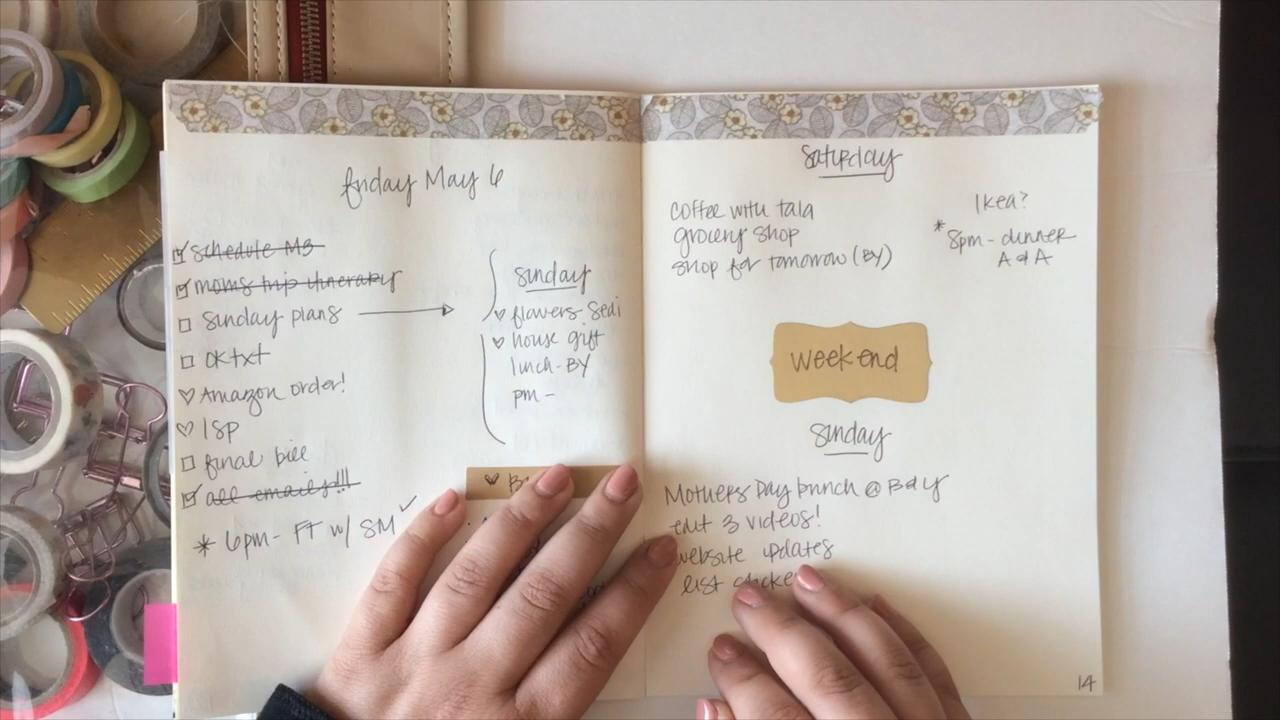 friday May 6
schedule MB
moms trip itinerary
sunday plans
ok txt
Amazon order!
ISP
final bill
all emails!!!
* 6pm- FT w/ SM ✓
sunday
flowers Sedi
house gift
lunch-BY
pm -
Saturday
coffee with tala
grocery shop
shop for tomorrow (BY)
Ikea?
* 8pm - dinner
A & A
weekend
sunday
Mothers Day brunch @ B&Y
edit 3 videos!
website updates
list
14